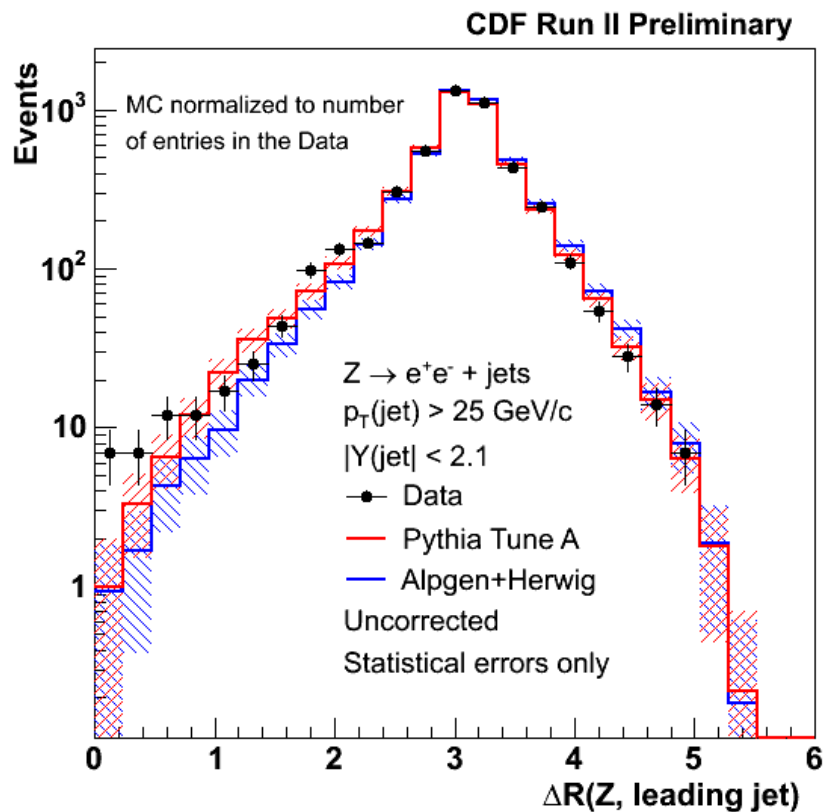 CDF Run II Preliminary
Events
10³
10²
10
1
MC normalized to number
of entries in the Data
Z → e⁺e⁻ + jets
p_T(jet) > 25 GeV/c
|Y(jet| < 2.1
Data
Pythia Tune A
Alpgen+Herwig
Uncorrected
Statistical errors only
0 1 2 3 4 5 6
ΔR(Z, leading jet)